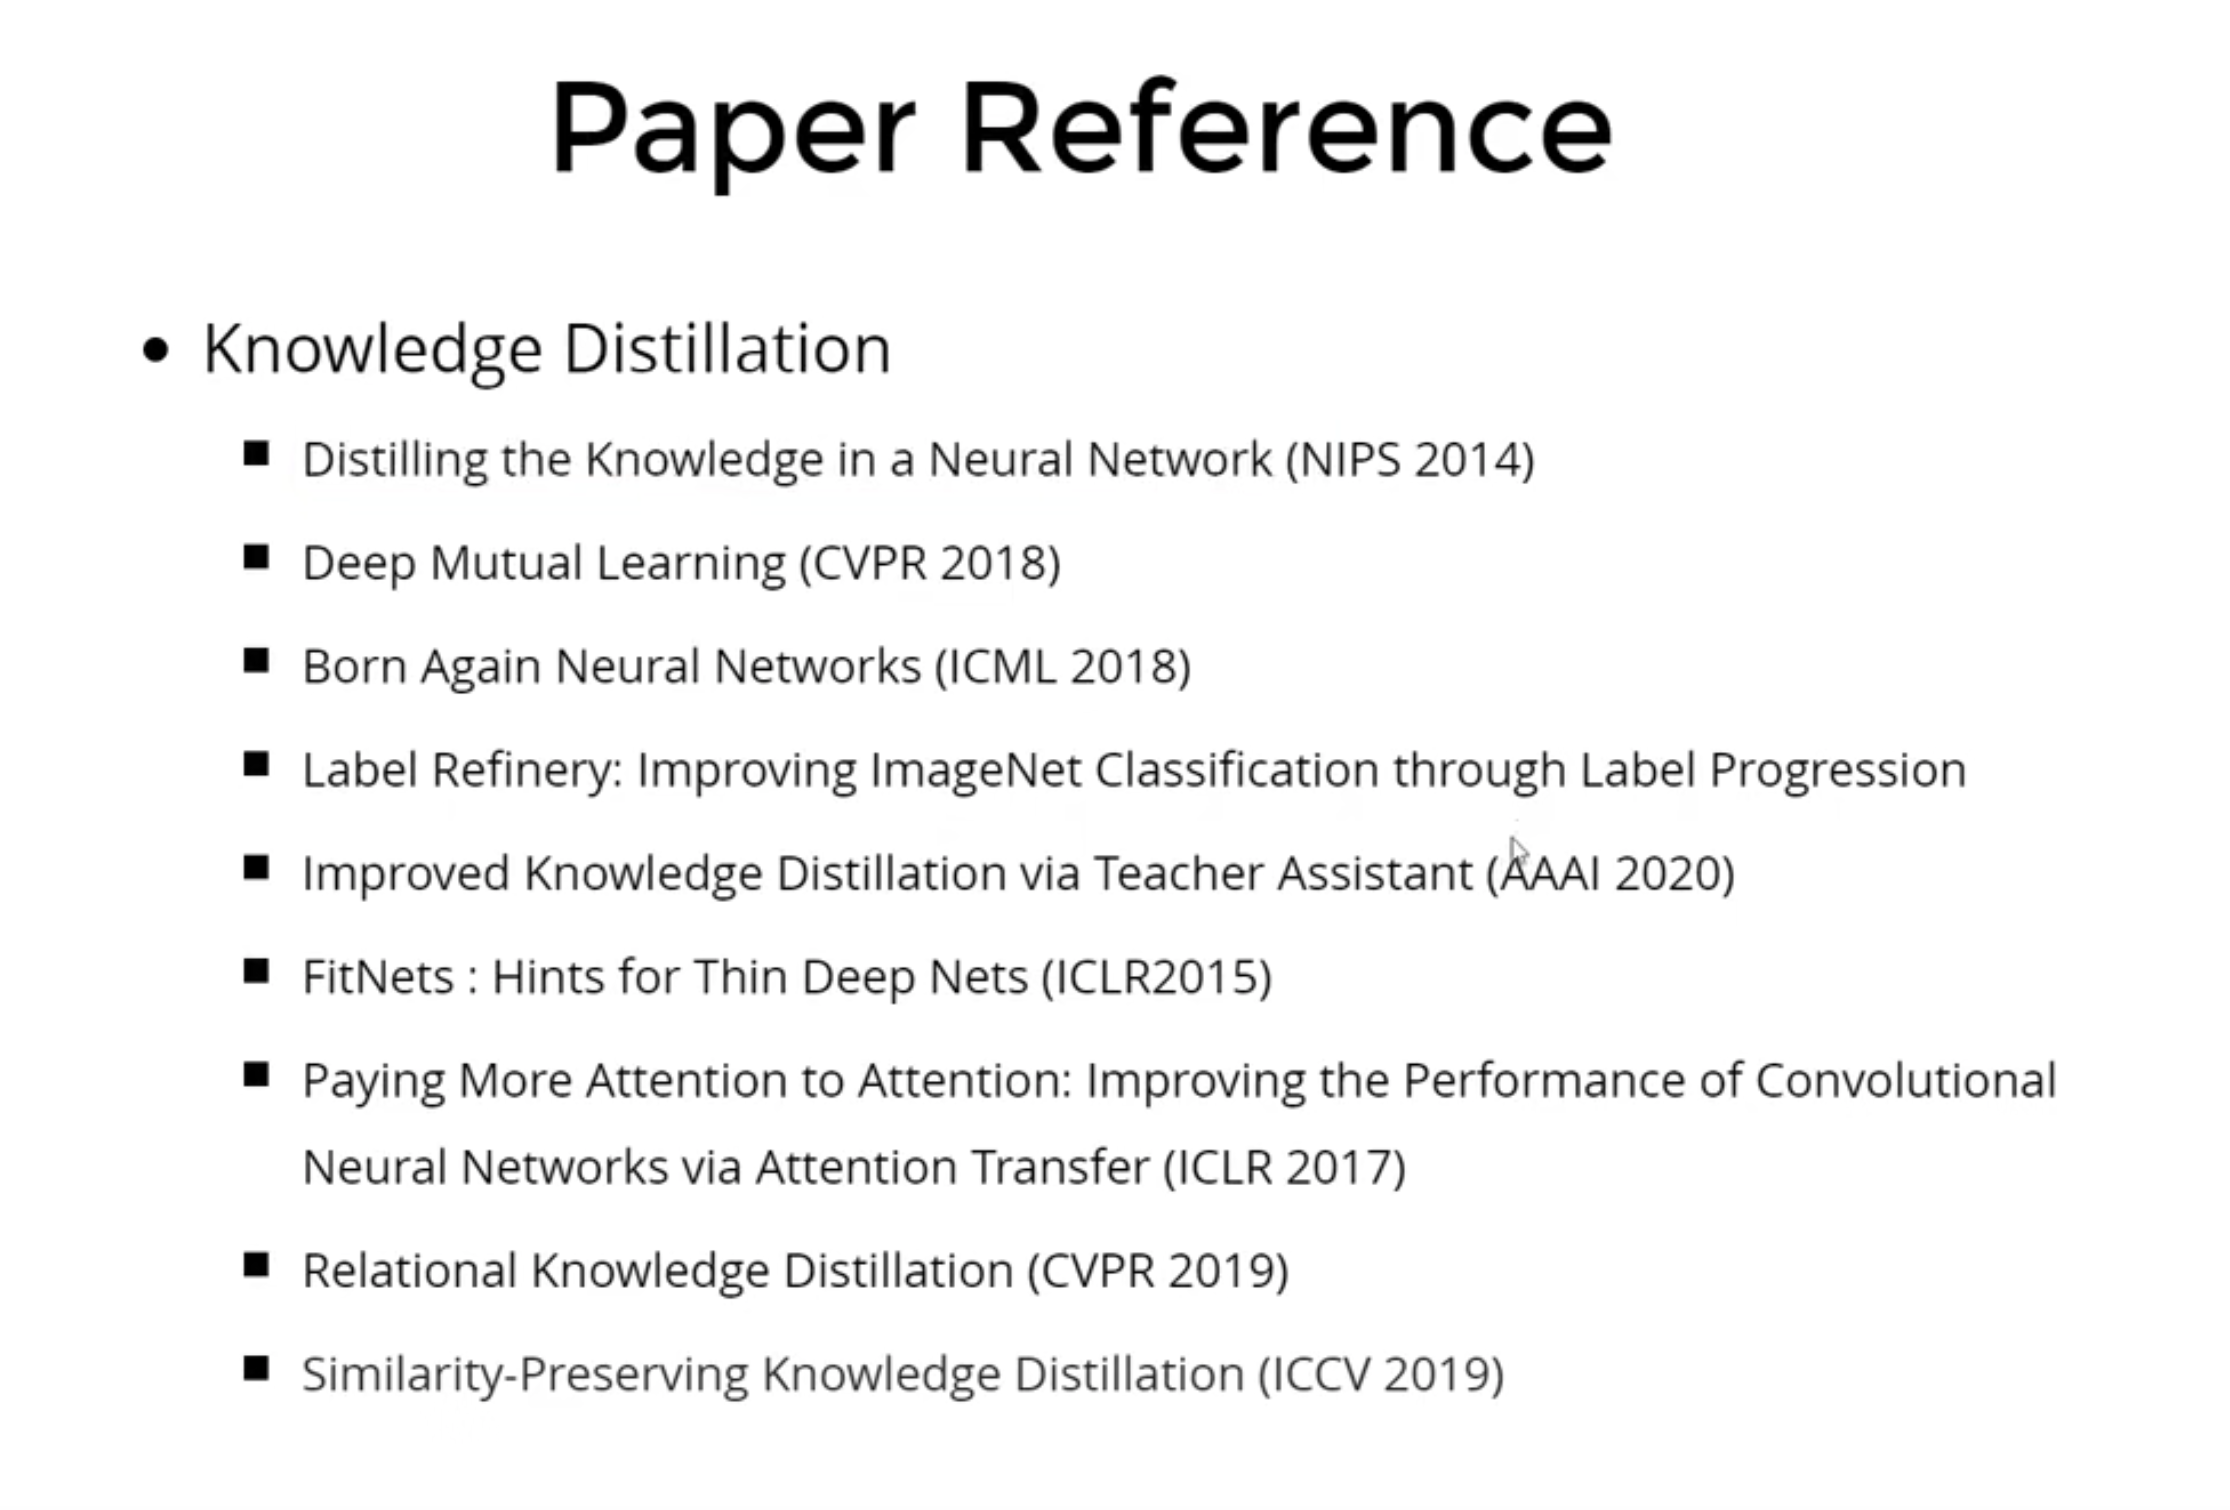 Paper Reference
• Knowledge Distillation
■ Distilling the Knowledge in a Neural Network (NIPS 2014)
■ Deep Mutual Learning (CVPR 2018)
■ Born Again Neural Networks (ICML 2018)
■ Label Refinery: Improving ImageNet Classification through Label Progression
■ Improved Knowledge Distillation via Teacher Assistant (AAAI 2020)
■ FitNets : Hints for Thin Deep Nets (ICLR2015)
■ Paying More Attention to Attention: Improving the Performance of Convolutional
Neural Networks via Attention Transfer (ICLR 2017)
■ Relational Knowledge Distillation (CVPR 2019)
■ Similarity-Preserving Knowledge Distillation (ICCV 2019)